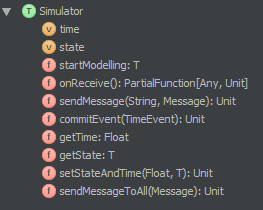 T Simulator
v time
v state
f startModelling: T
f onReceive(): PartialFunction[Any, Unit]
f sendMessage(String, Message): Unit
f commitEvent(TimeEvent): Unit
f getTime: Float
f getState: T
f setStateAndTime(Float, T): Unit
f sendMessageToAll(Message): Unit